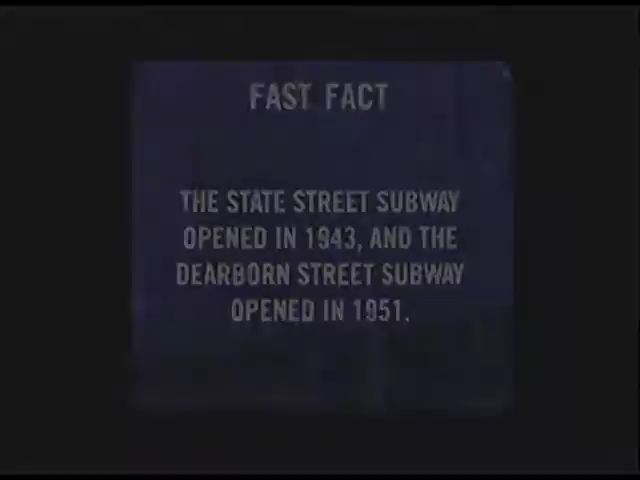 FAST FACT
THE STATE STREET SUBWAY
OPENED IN 1943, AND THE
DEARBORN STREET SUBWAY
OPENED IN 1951.